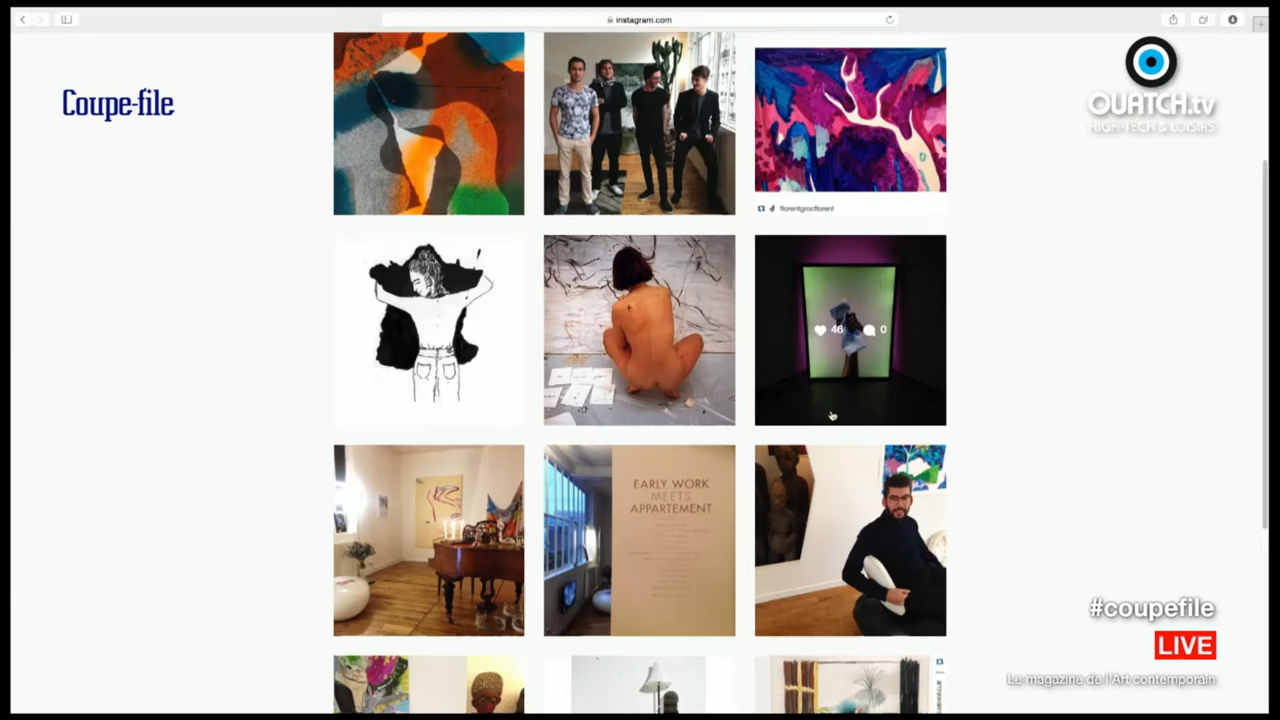 instagram.com
Coupe-file
OUATCH.tv
HIGH-TECH & LOISIRS
florentgrocflorent
46
0
EARLY WORK
MEETS
APPARTEMENT
#coupefile
LIVE
Le magazine de l'Art contemporain